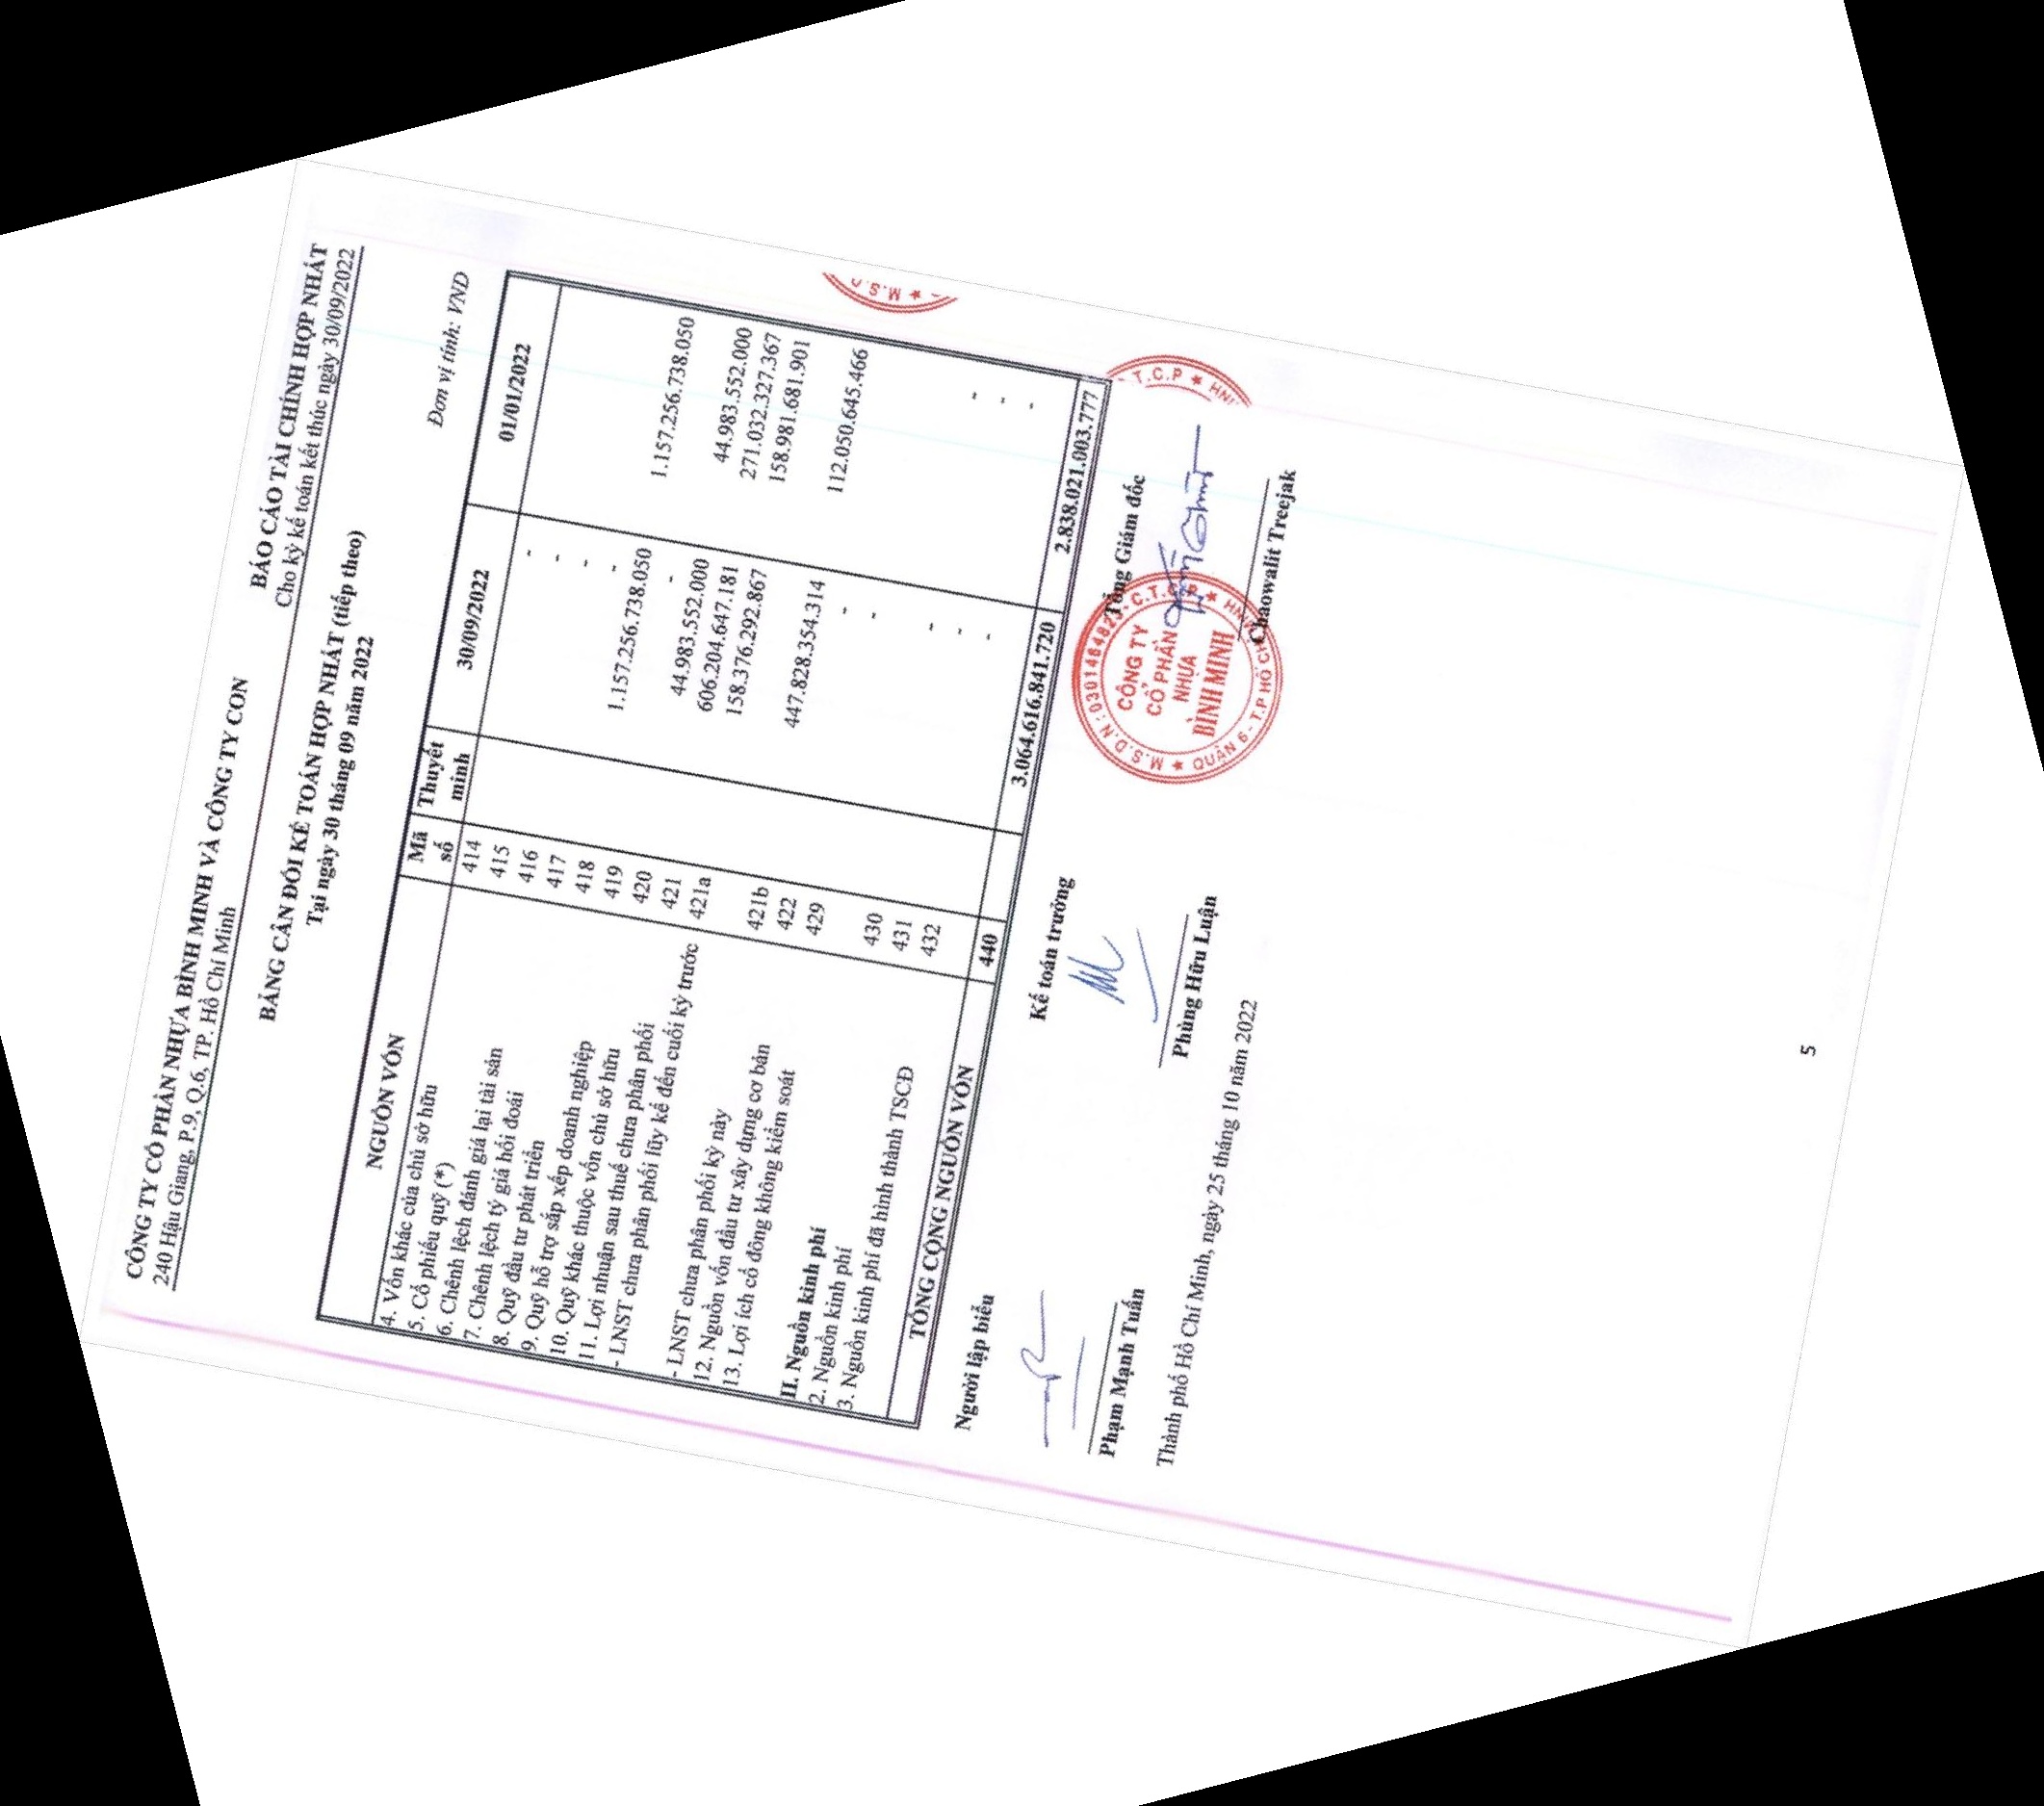 CÔNG TY CỔ PHẦN NHỰA BÌNH MINH VÀ CÔNG TY CON
240 Hậu Giang, P.9, Q.6, TP. Hồ Chí Minh
BÁO CÁO TÀI CHÍNH HỢP NHẤT
Cho kỳ kế toán kết thúc ngày 30/09/2022
BẢNG CÂN ĐỐI KẾ TOÁN HỢP NHẤT (tiếp theo)
Tại ngày 30 tháng 09 năm 2022
Đơn vị tính: VND
NGUỒN VỐN Mã số Thuyết minh 30/09/2022 01/01/2022
4. Vốn khác của chủ sở hữu 414 -
5. Cổ phiếu quỹ (*) 415 -
6. Chênh lệch đánh giá lại tài sản 416 -
7. Chênh lệch tỷ giá hối đoái 417 -
8. Quỹ đầu tư phát triển 418 1.157.256.738.050 1.157.256.738.050
9. Quỹ hỗ trợ sắp xếp doanh nghiệp 419 -
10. Quỹ khác thuộc vốn chủ sở hữu 420 44.983.552.000 44.983.552.000
11. Lợi nhuận sau thuế chưa phân phối 421 606.204.647.181 271.032.327.367
- LNST chưa phân phối lũy kế đến cuối kỳ trước 421a 158.376.292.867 158.981.681.901
- LNST chưa phân phối kỳ này 421b 447.828.354.314 112.050.645.466
12. Nguồn vốn đầu tư xây dựng cơ bản 422 -
13. Lợi ích cổ đông không kiểm soát 429 -
II. Nguồn kinh phí 430 - -
2. Nguồn kinh phí 431 - -
3. Nguồn kinh phí đã hình thành TSCĐ 432 - -
TỔNG CỘNG NGUỒN VỐN 440 3.064.616.841.720 2.838.021.003.777
Người lập biểu Kế toán trưởng Tổng Giám đốc
M.S.D.N: 0301464823 - C.T.C.P
CÔNG TY
CỔ PHẦN
NHỰA
BÌNH MINH
QUẬN 6 - T.P HỒ CHÍ MINH
T.C.P
M.S.D
Phạm Mạnh Tuấn Phùng Hữu Luận Chaowalit Treejak
Thành phố Hồ Chí Minh, ngày 25 tháng 10 năm 2022
5